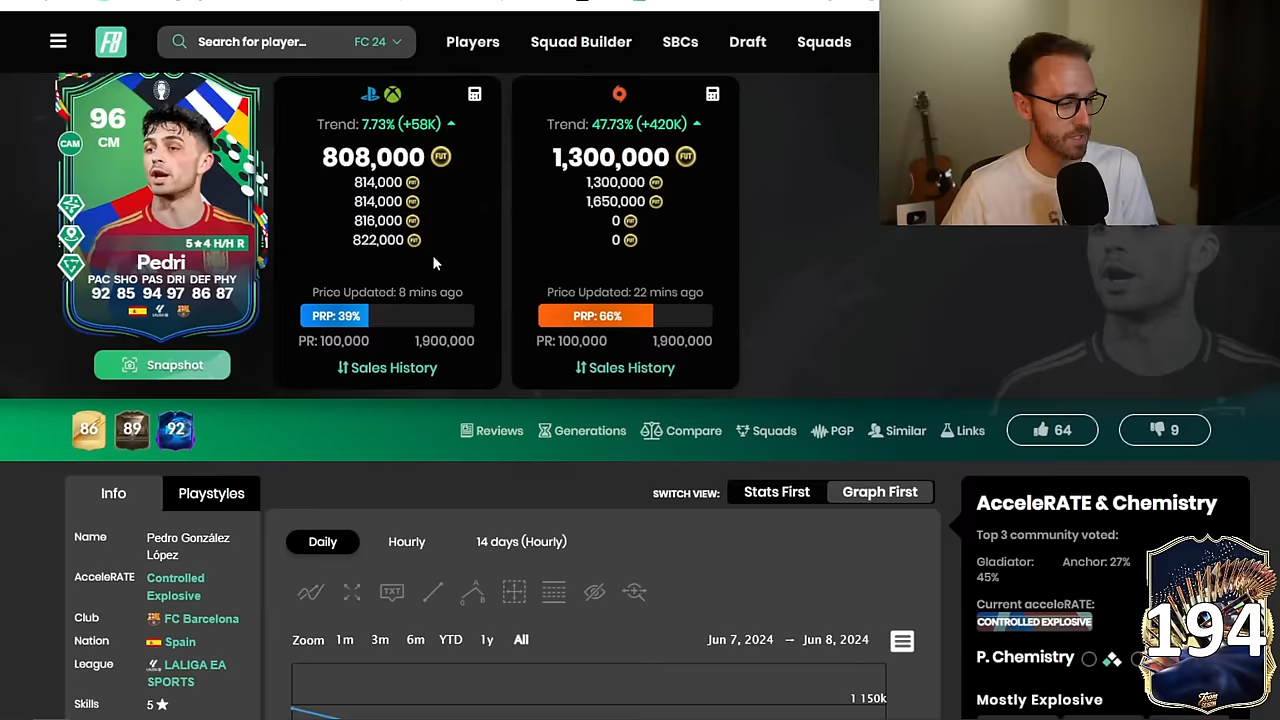 FB
Search for player...
FC 24
Players
Squad Builder
SBCs
Draft
Squads
96
CM
CAM
5★4 H/H R
Pedri
PAC SHO PAS DRI DEF PHY
92 85 94 97 86 87
Snapshot
Trend: 7.73% (+58K)
808,000
814,000
814,000
816,000
822,000
Price Updated: 8 mins ago
PRP: 39%
PR: 100,000
1,900,000
Sales History
Trend: 47.73% (+420K)
1,300,000
1,300,000
1,650,000
0
0
Price Updated: 22 mins ago
PRP: 66%
PR: 100,000
1,900,000
Sales History
86
89
92
Reviews
Generations
Compare
Squads
PGP
Similar
Links
64
9
Info
Playstyles
SWITCH VIEW:
Stats First
Graph First
Name
Pedro González
López
AcceleRATE
Controlled
Explosive
Club
FC Barcelona
Nation
Spain
League
LALIGA EA
SPORTS
Skills
5★
Daily
Hourly
14 days (Hourly)
TXT
Zoom 1m 3m 6m YTD 1y All
Jun 7, 2024 → Jun 8, 2024
1 150k
AcceleRATE & Chemistry
Top 3 community voted:
Gladiator:
45%
Anchor: 27%
Current acceleRATE:
CONTROLLED EXPLOSIVE
P. Chemistry
Mostly Explosive
194